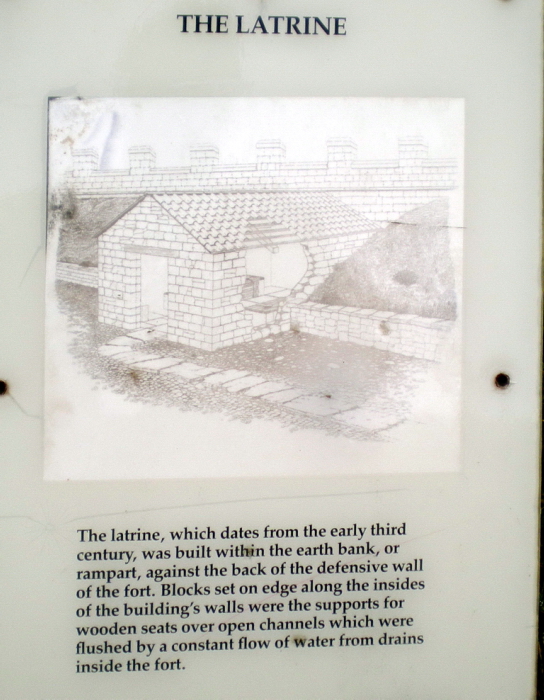 THE LATRINE
The latrine, which dates from the early third
century, was built within the earth bank, or
rampart, against the back of the defensive wall
of the fort. Blocks set on edge along the insides
of the building's walls were the supports for
wooden seats over open channels which were
flushed by a constant flow of water from drains
inside the fort.